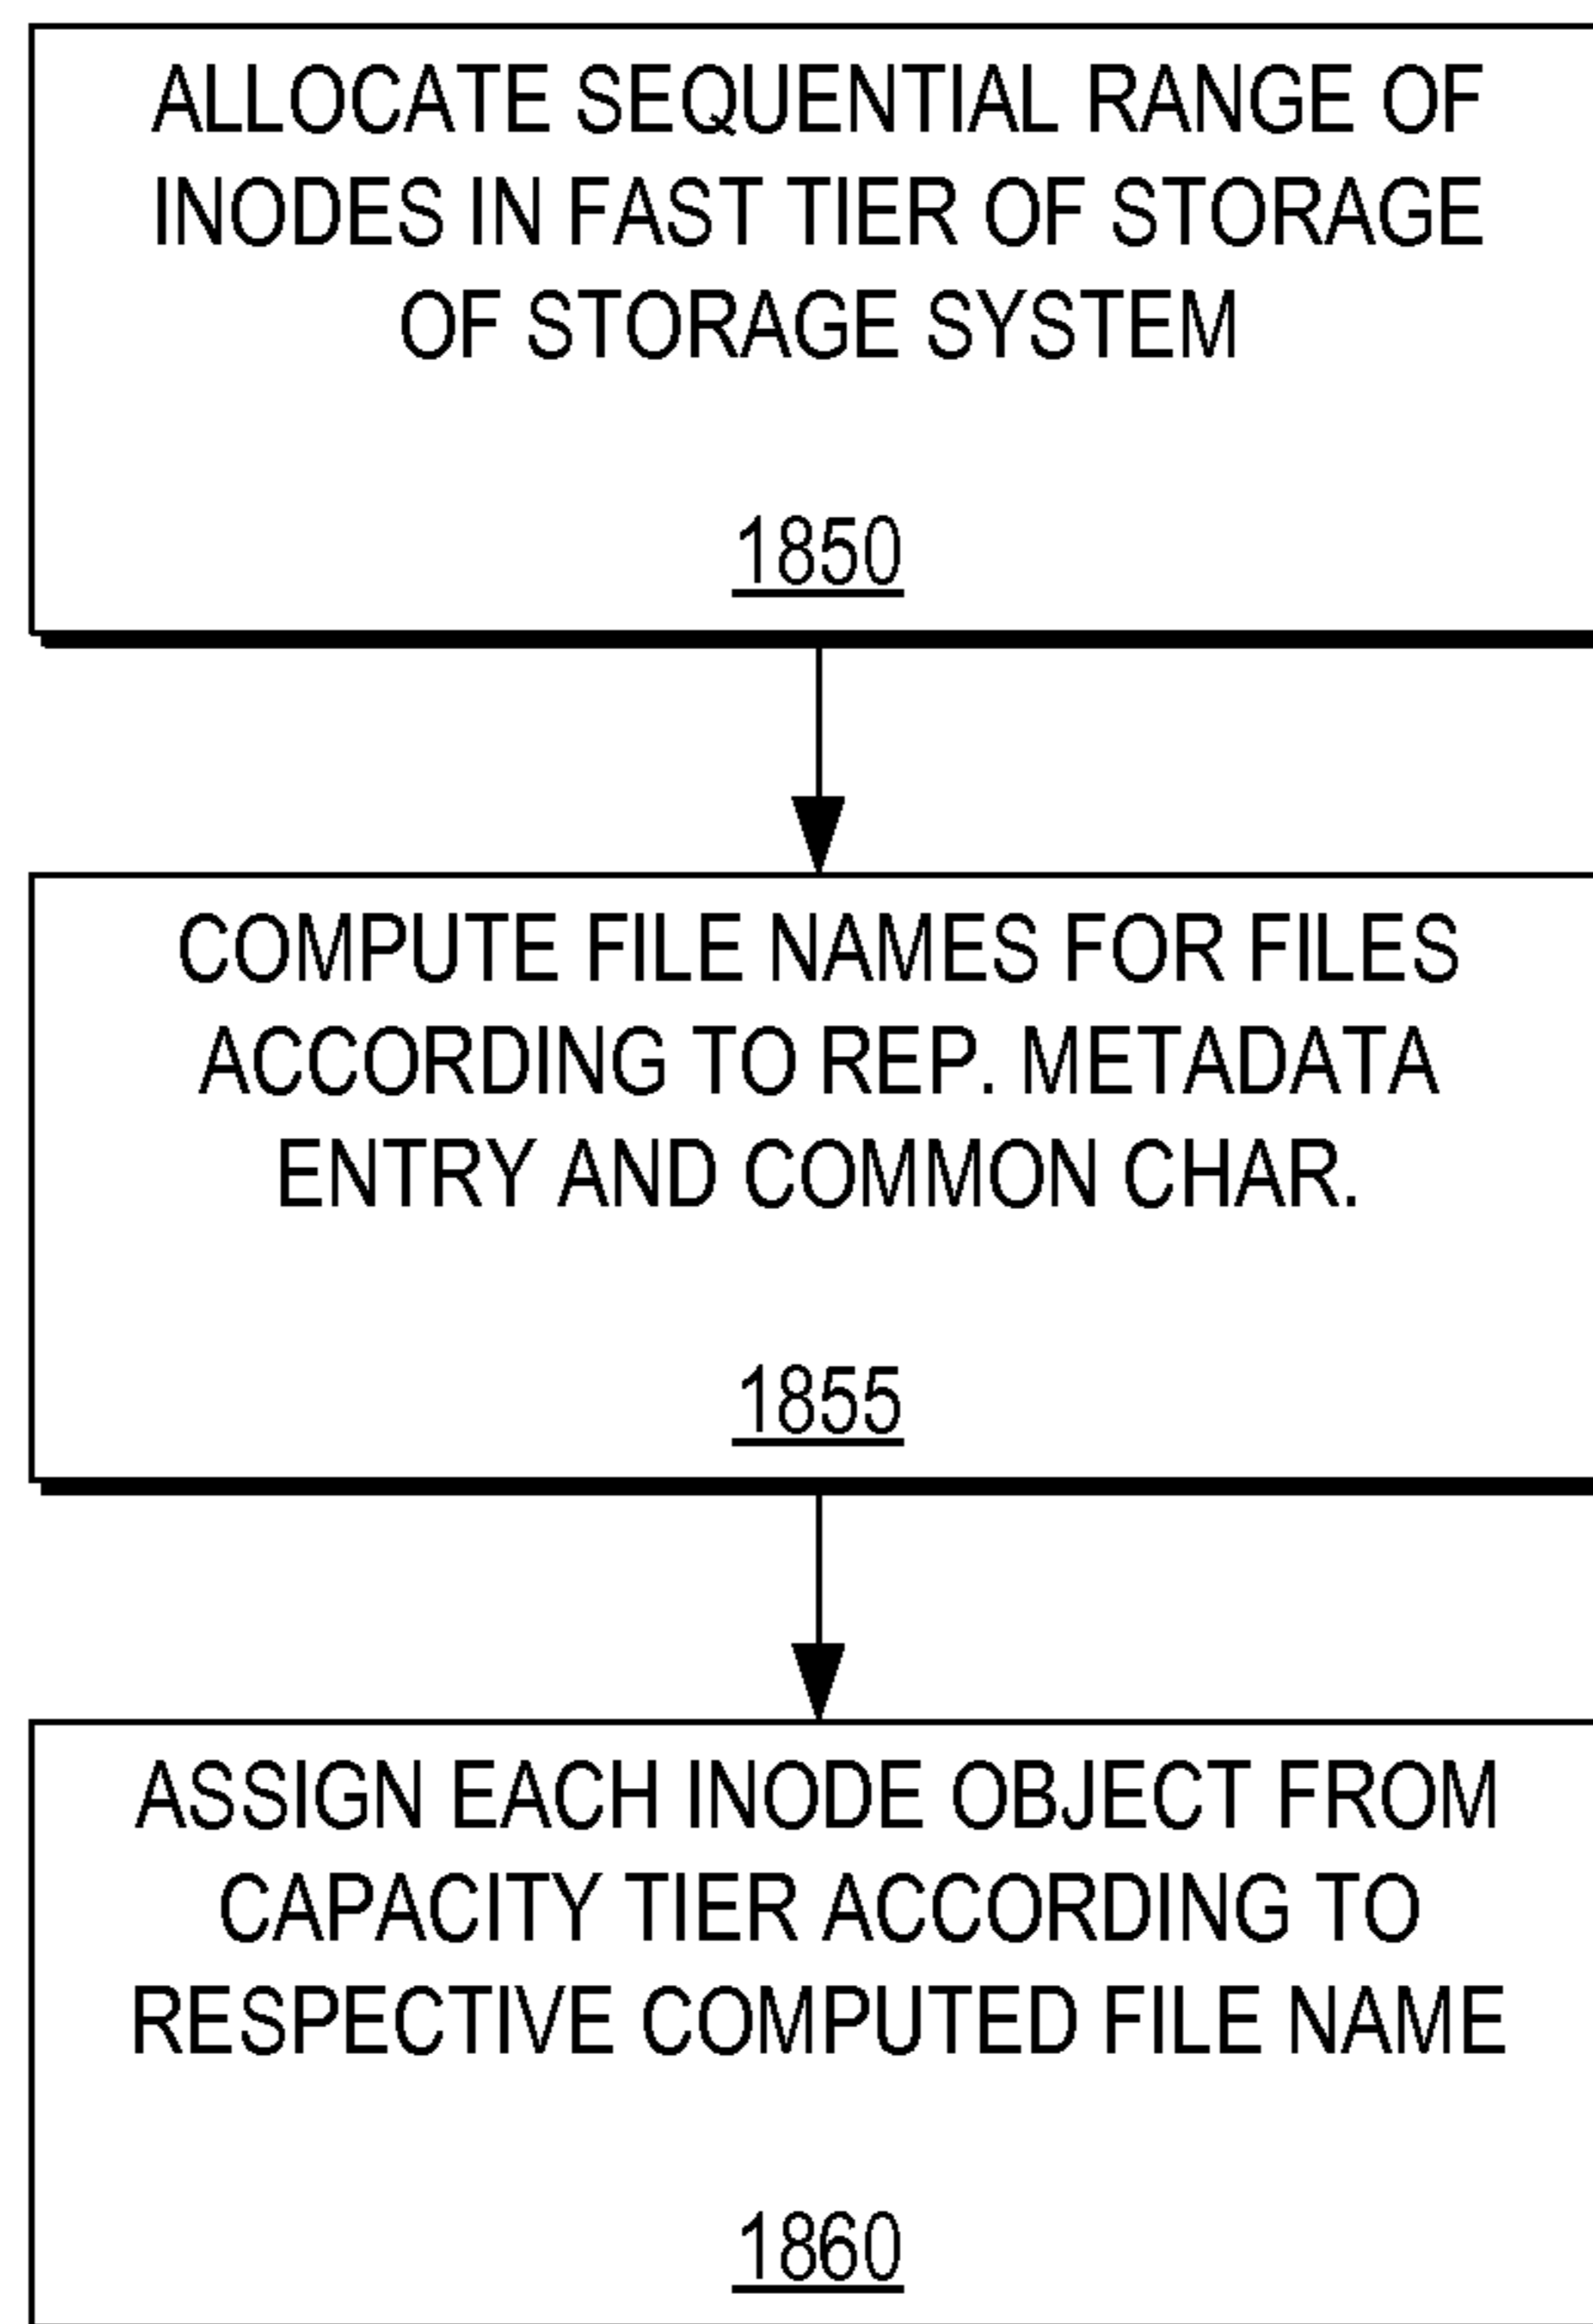 ALLOCATE SEQUENTIAL RANGE OF
INODES IN FAST TIER OF STORAGE
OF STORAGE SYSTEM
1850
COMPUTE FILE NAMES FOR FILES
ACCORDING TO REP. METADATA
ENTRY AND COMMON CHAR.
1855
ASSIGN EACH INODE OBJECT FROM
CAPACITY TIER ACCORDING TO
RESPECTIVE COMPUTED FILE NAME
1860